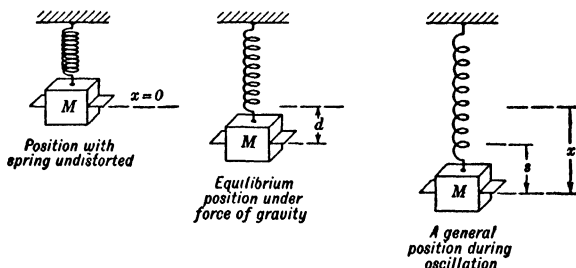 M
x=0
Position with
spring undistorted
M
d
Equilibrium
position under
force of gravity
M
s
x
A general
position during
oscillation